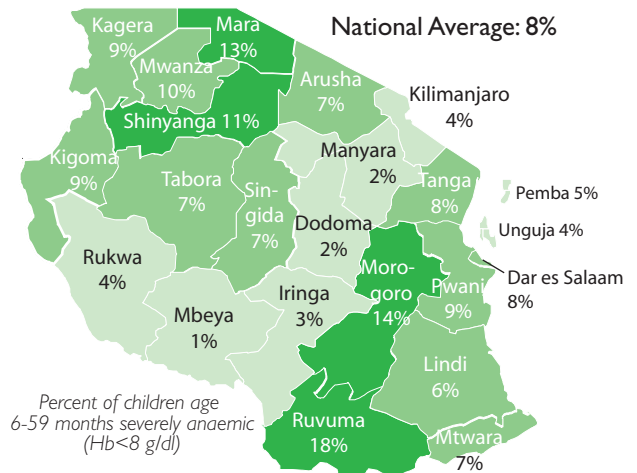 National Average: 8%
Kagera
9%
Mara
13%
Mwanza
10%
Arusha
7%
Kilimanjaro
4%
Shinyanga 11%
Kigoma
9%
Tabora
7%
Sin-
gida
7%
Manyara
2%
Tanga
8%
Pemba 5%
Unguja 4%
Dodoma
2%
Rukwa
4%
Moro-
goro
14%
Dar es Salaam
8%
Pwani
9%
Iringa
3%
Mbeya
1%
Lindi
6%
Ruvuma
18%
Mtwara
7%
Percent of children age
6-59 months severely anaemic
(Hb<8 g/dl)